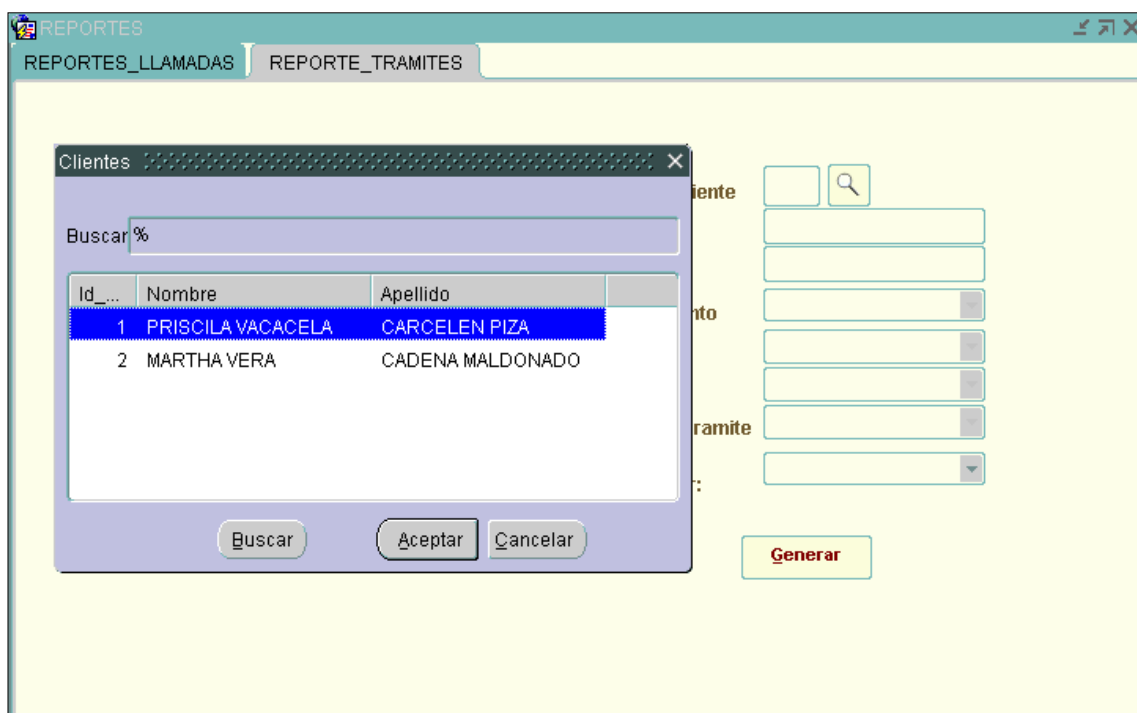 REPORTES
REPORTES_LLAMADAS REPORTE_TRAMITES
Clientes
Buscar %
Id_... Nombre Apellido
1 PRISCILA VACACELA CARCELEN PIZA
2 MARTHA VERA CADENA MALDONADO
Buscar Aceptar Cancelar
iente
nto
ramite
r:
Generar